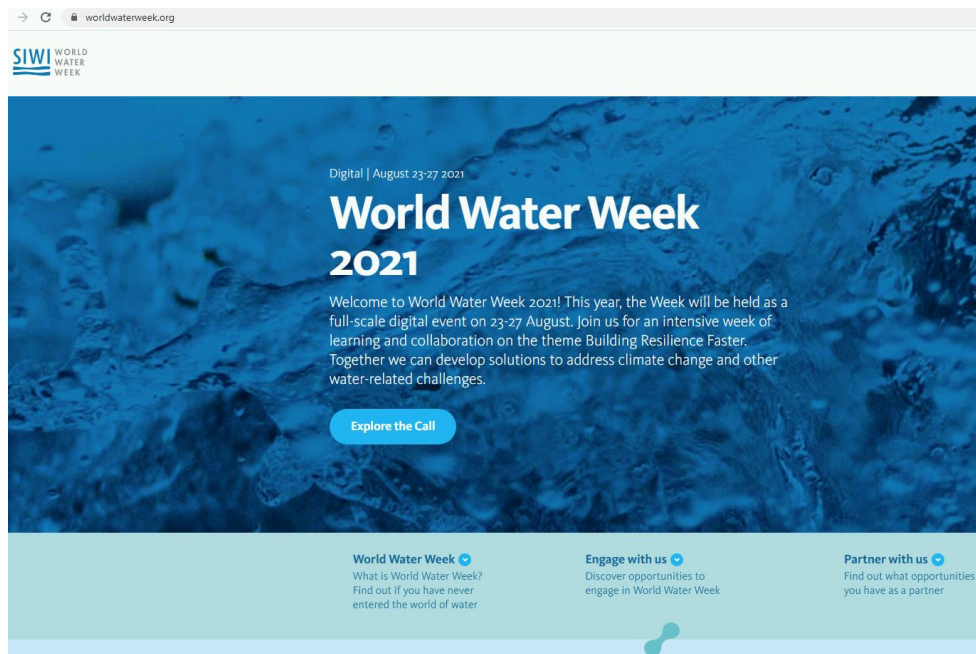 worldwaterweek.org
SIWI WORLD
WATER
WEEK
Digital | August 23-27 2021
World Water Week
2021
Welcome to World Water Week 2021! This year, the Week will be held as a
full-scale digital event on 23-27 August. Join us for an intensive week of
learning and collaboration on the theme Building Resilience Faster.
Together we can develop solutions to address climate change and other
water-related challenges.
Explore the Call
World Water Week
What is World Water Week?
Find out if you have never
entered the world of water
Engage with us
Discover opportunities to
engage in World Water Week
Partner with us
Find out what opportunities
you have as a partner